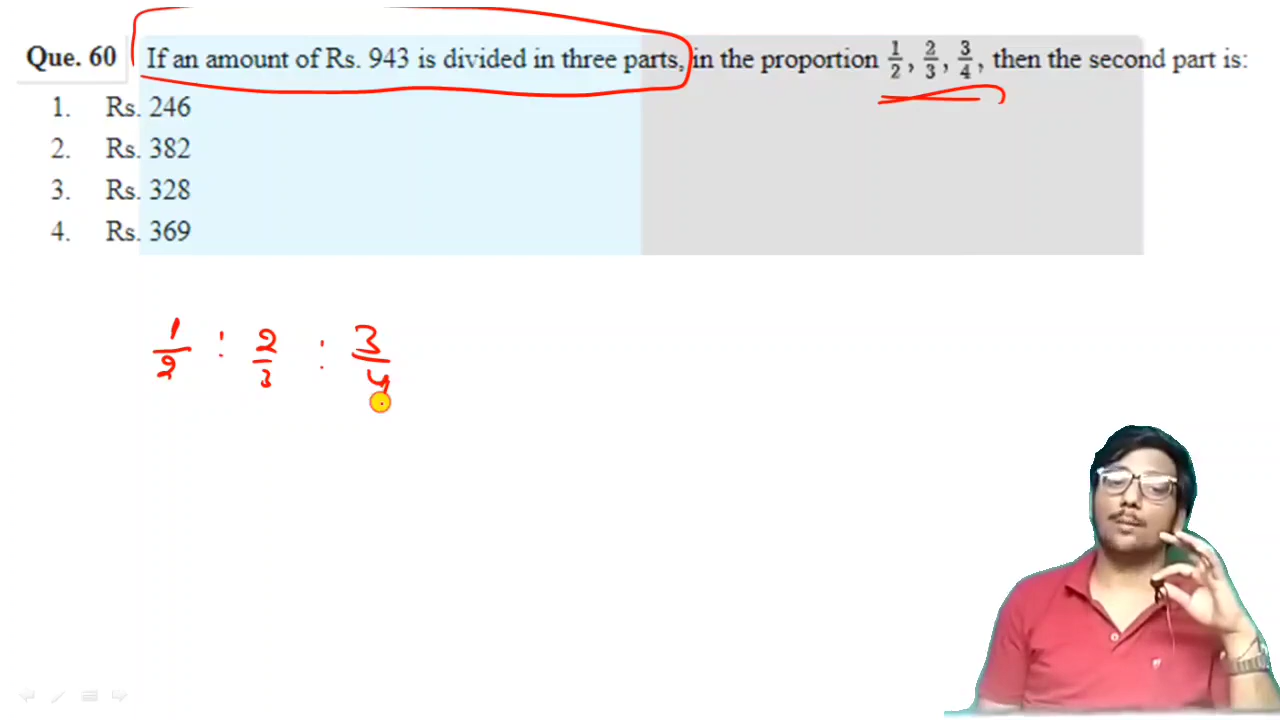 Que. 60 If an amount of Rs. 943 is divided in three parts, in the proportion 1/2, 2/3, 3/4, then the second part is:
1. Rs. 246
2. Rs. 382
3. Rs. 328
4. Rs. 369
1/2 : 2/3 : 3/4